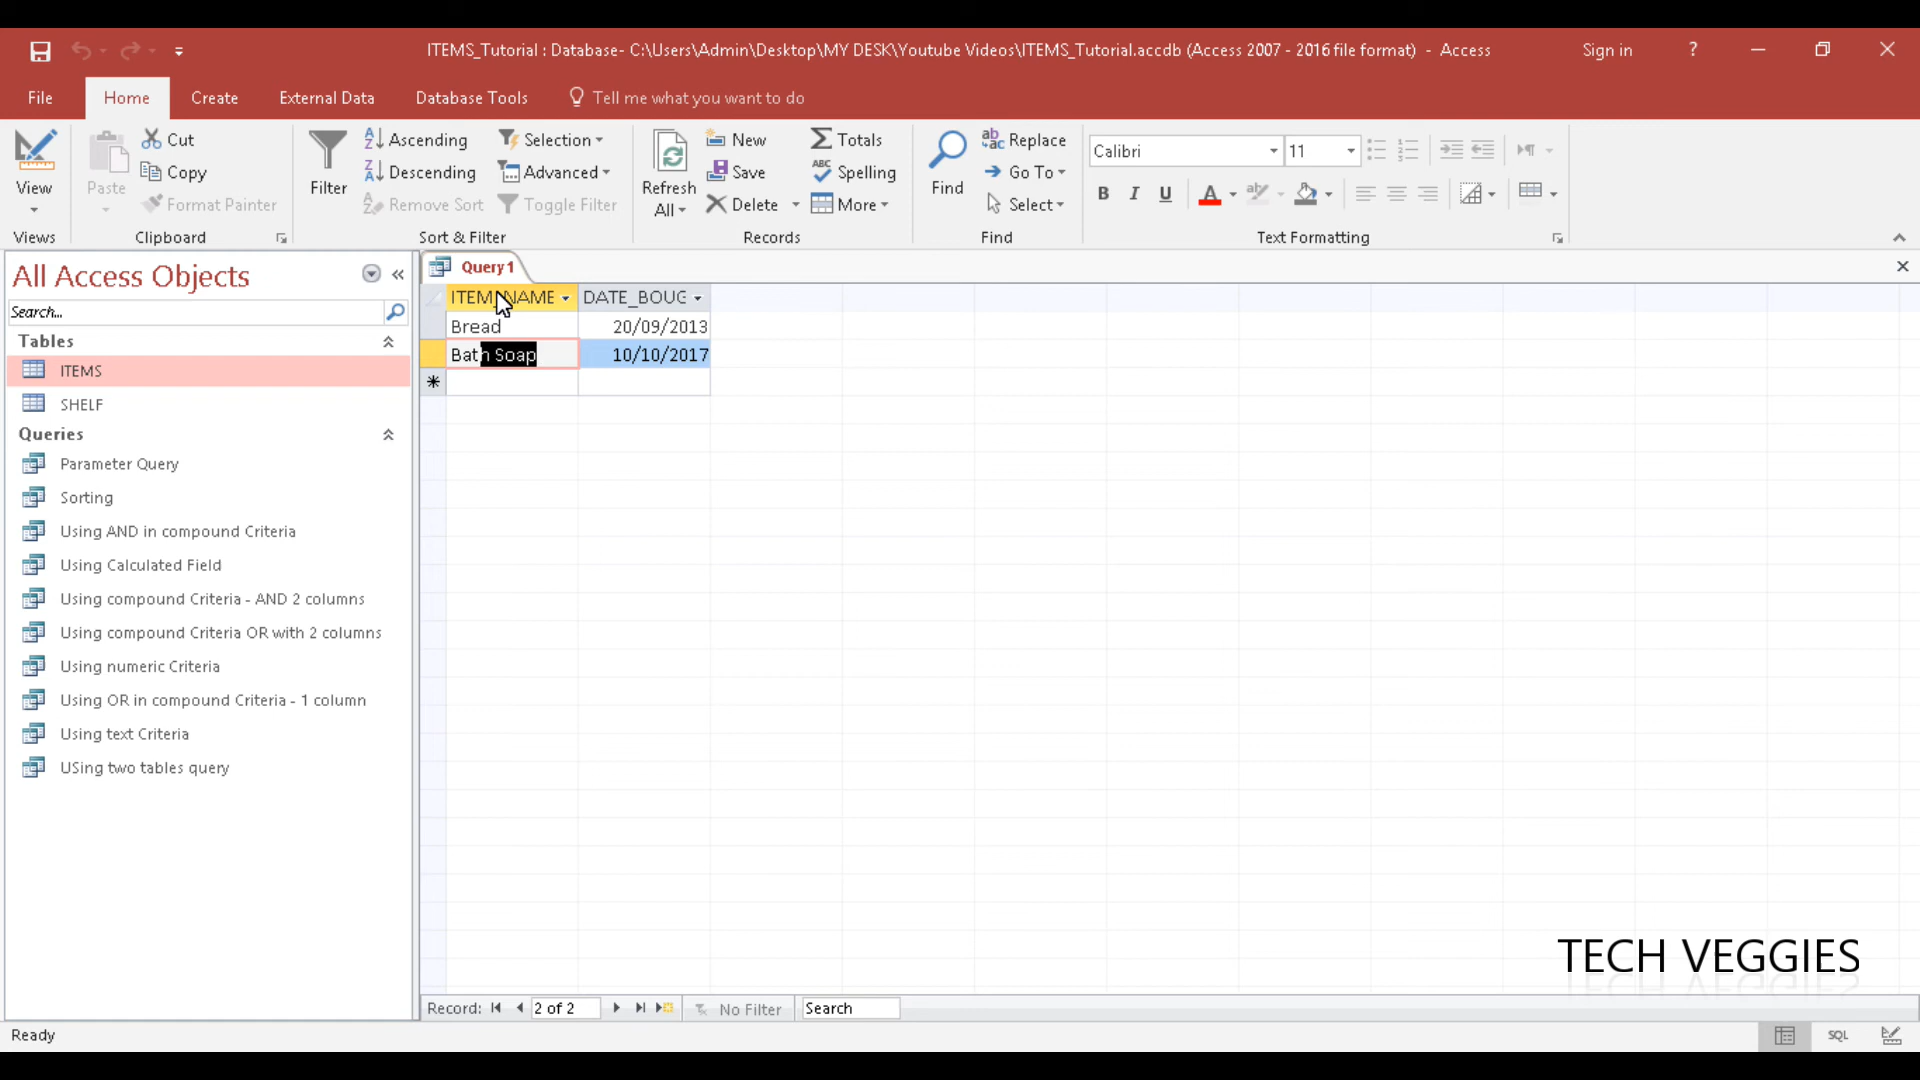 ITEMS_Tutorial : Database- C:\Users\Admin\Desktop\MY DESK\Youtube Videos\ITEMS_Tutorial.accdb (Access 2007 - 2016 file format) - Access
Sign in
?
File Home Create External Data Database Tools Tell me what you want to do
View
Views
Paste
Cut
Copy
Format Painter
Clipboard
Filter
Ascending
Descending
Remove Sort
Selection
Advanced
Toggle Filter
Sort & Filter
Refresh
All
New
Save
Delete
Totals
Spelling
More
Records
Find
Replace
Go To
Select
Find
Calibri 11
B I U
Text Formatting
All Access Objects
Search...
Tables
ITEMS
SHELF
Queries
Parameter Query
Sorting
Using AND in compound Criteria
Using Calculated Field
Using compound Criteria - AND 2 columns
Using compound Criteria OR with 2 columns
Using numeric Criteria
Using OR in compound Criteria - 1 column
Using text Criteria
USing two tables query
Query1
ITEM_NAME DATE_BOUG
Bread 20/09/2013
Bath Soap 10/10/2017
TECH VEGGIES
Record: 2 of 2 No Filter Search
Ready
SQL